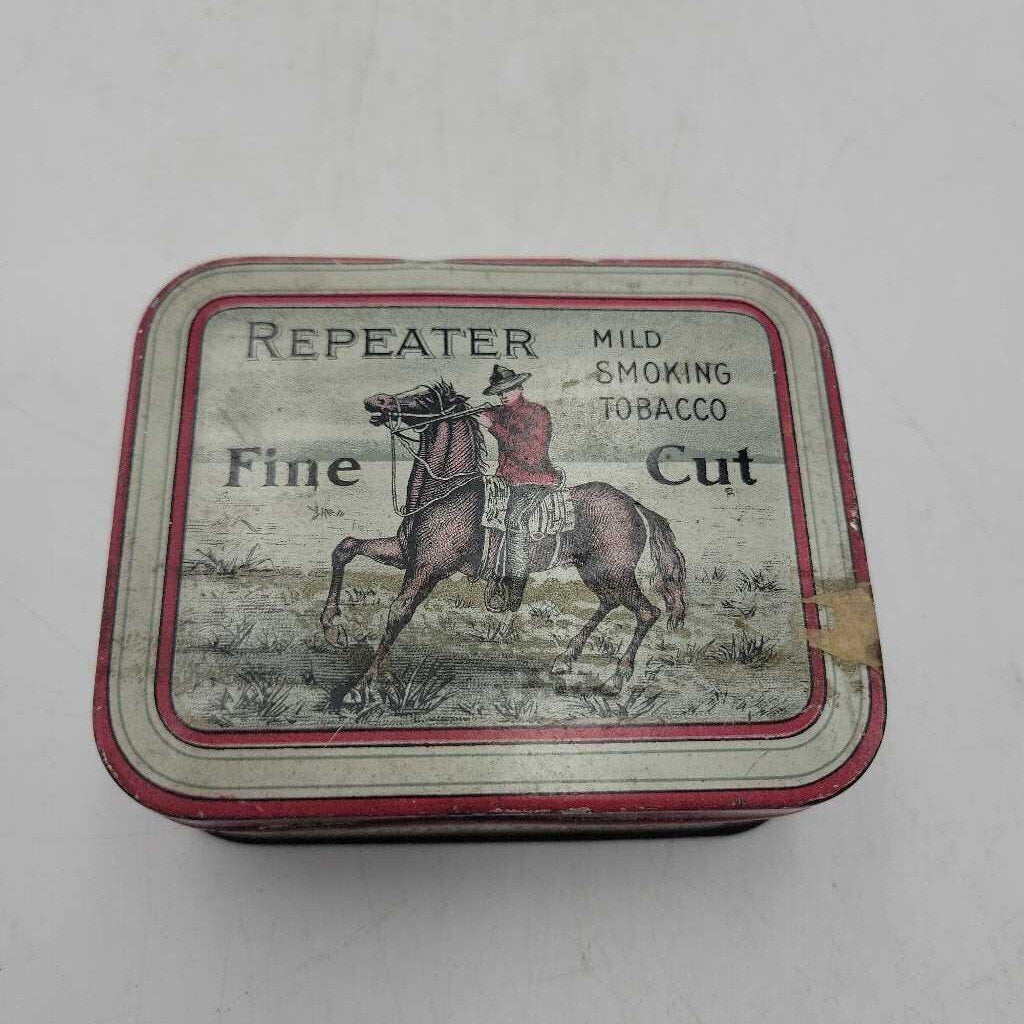 REPEATER
MILD
SMOKING
TOBACCO
Fine Cut